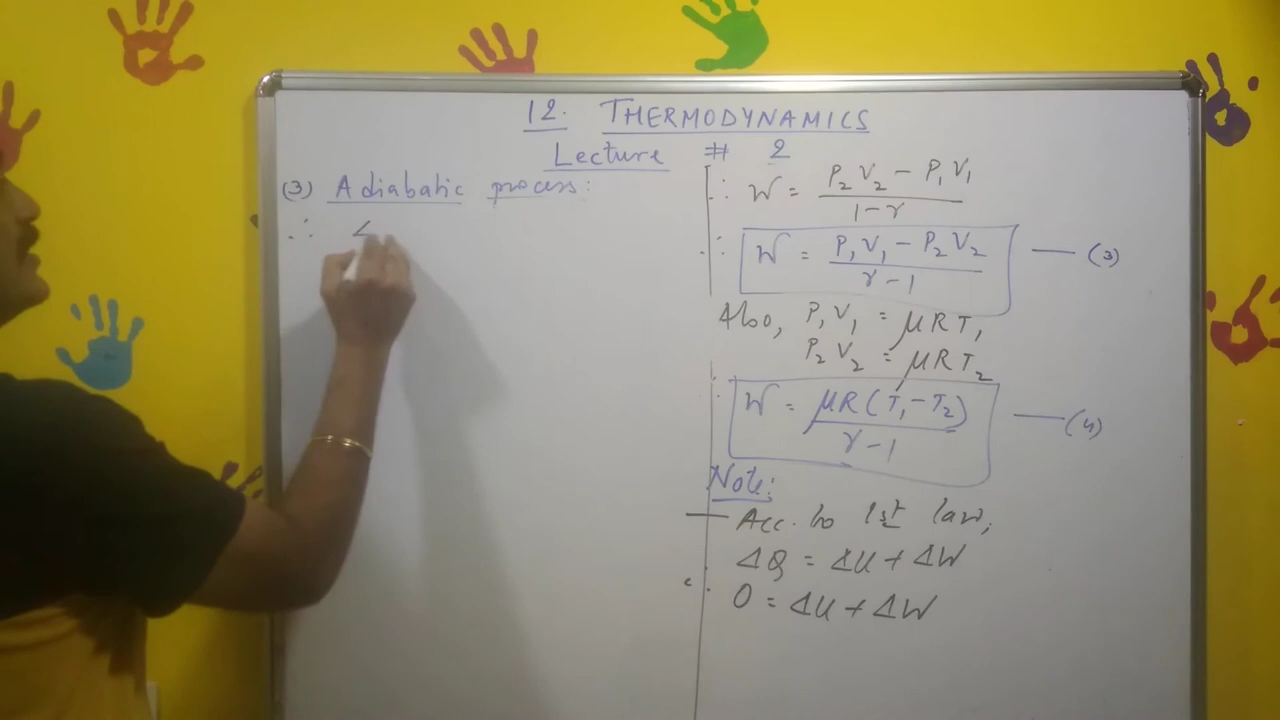 12. THERMODYNAMICS
Lecture # 2
(3) Adiabatic process:
∴
∴ W = P₂V₂ - P₁V₁ / 1-γ
∴ W = P₁V₁ - P₂V₂ / γ-1 — (3)
Also, P₁V₁ = μRT₁
P₂V₂ = μRT₂
∴ W = μR(T₁-T₂) / γ-1 — (4)
Note:
— Acc. to 1st law,
ΔQ = ΔU + ΔW
∴ 0 = ΔU + ΔW